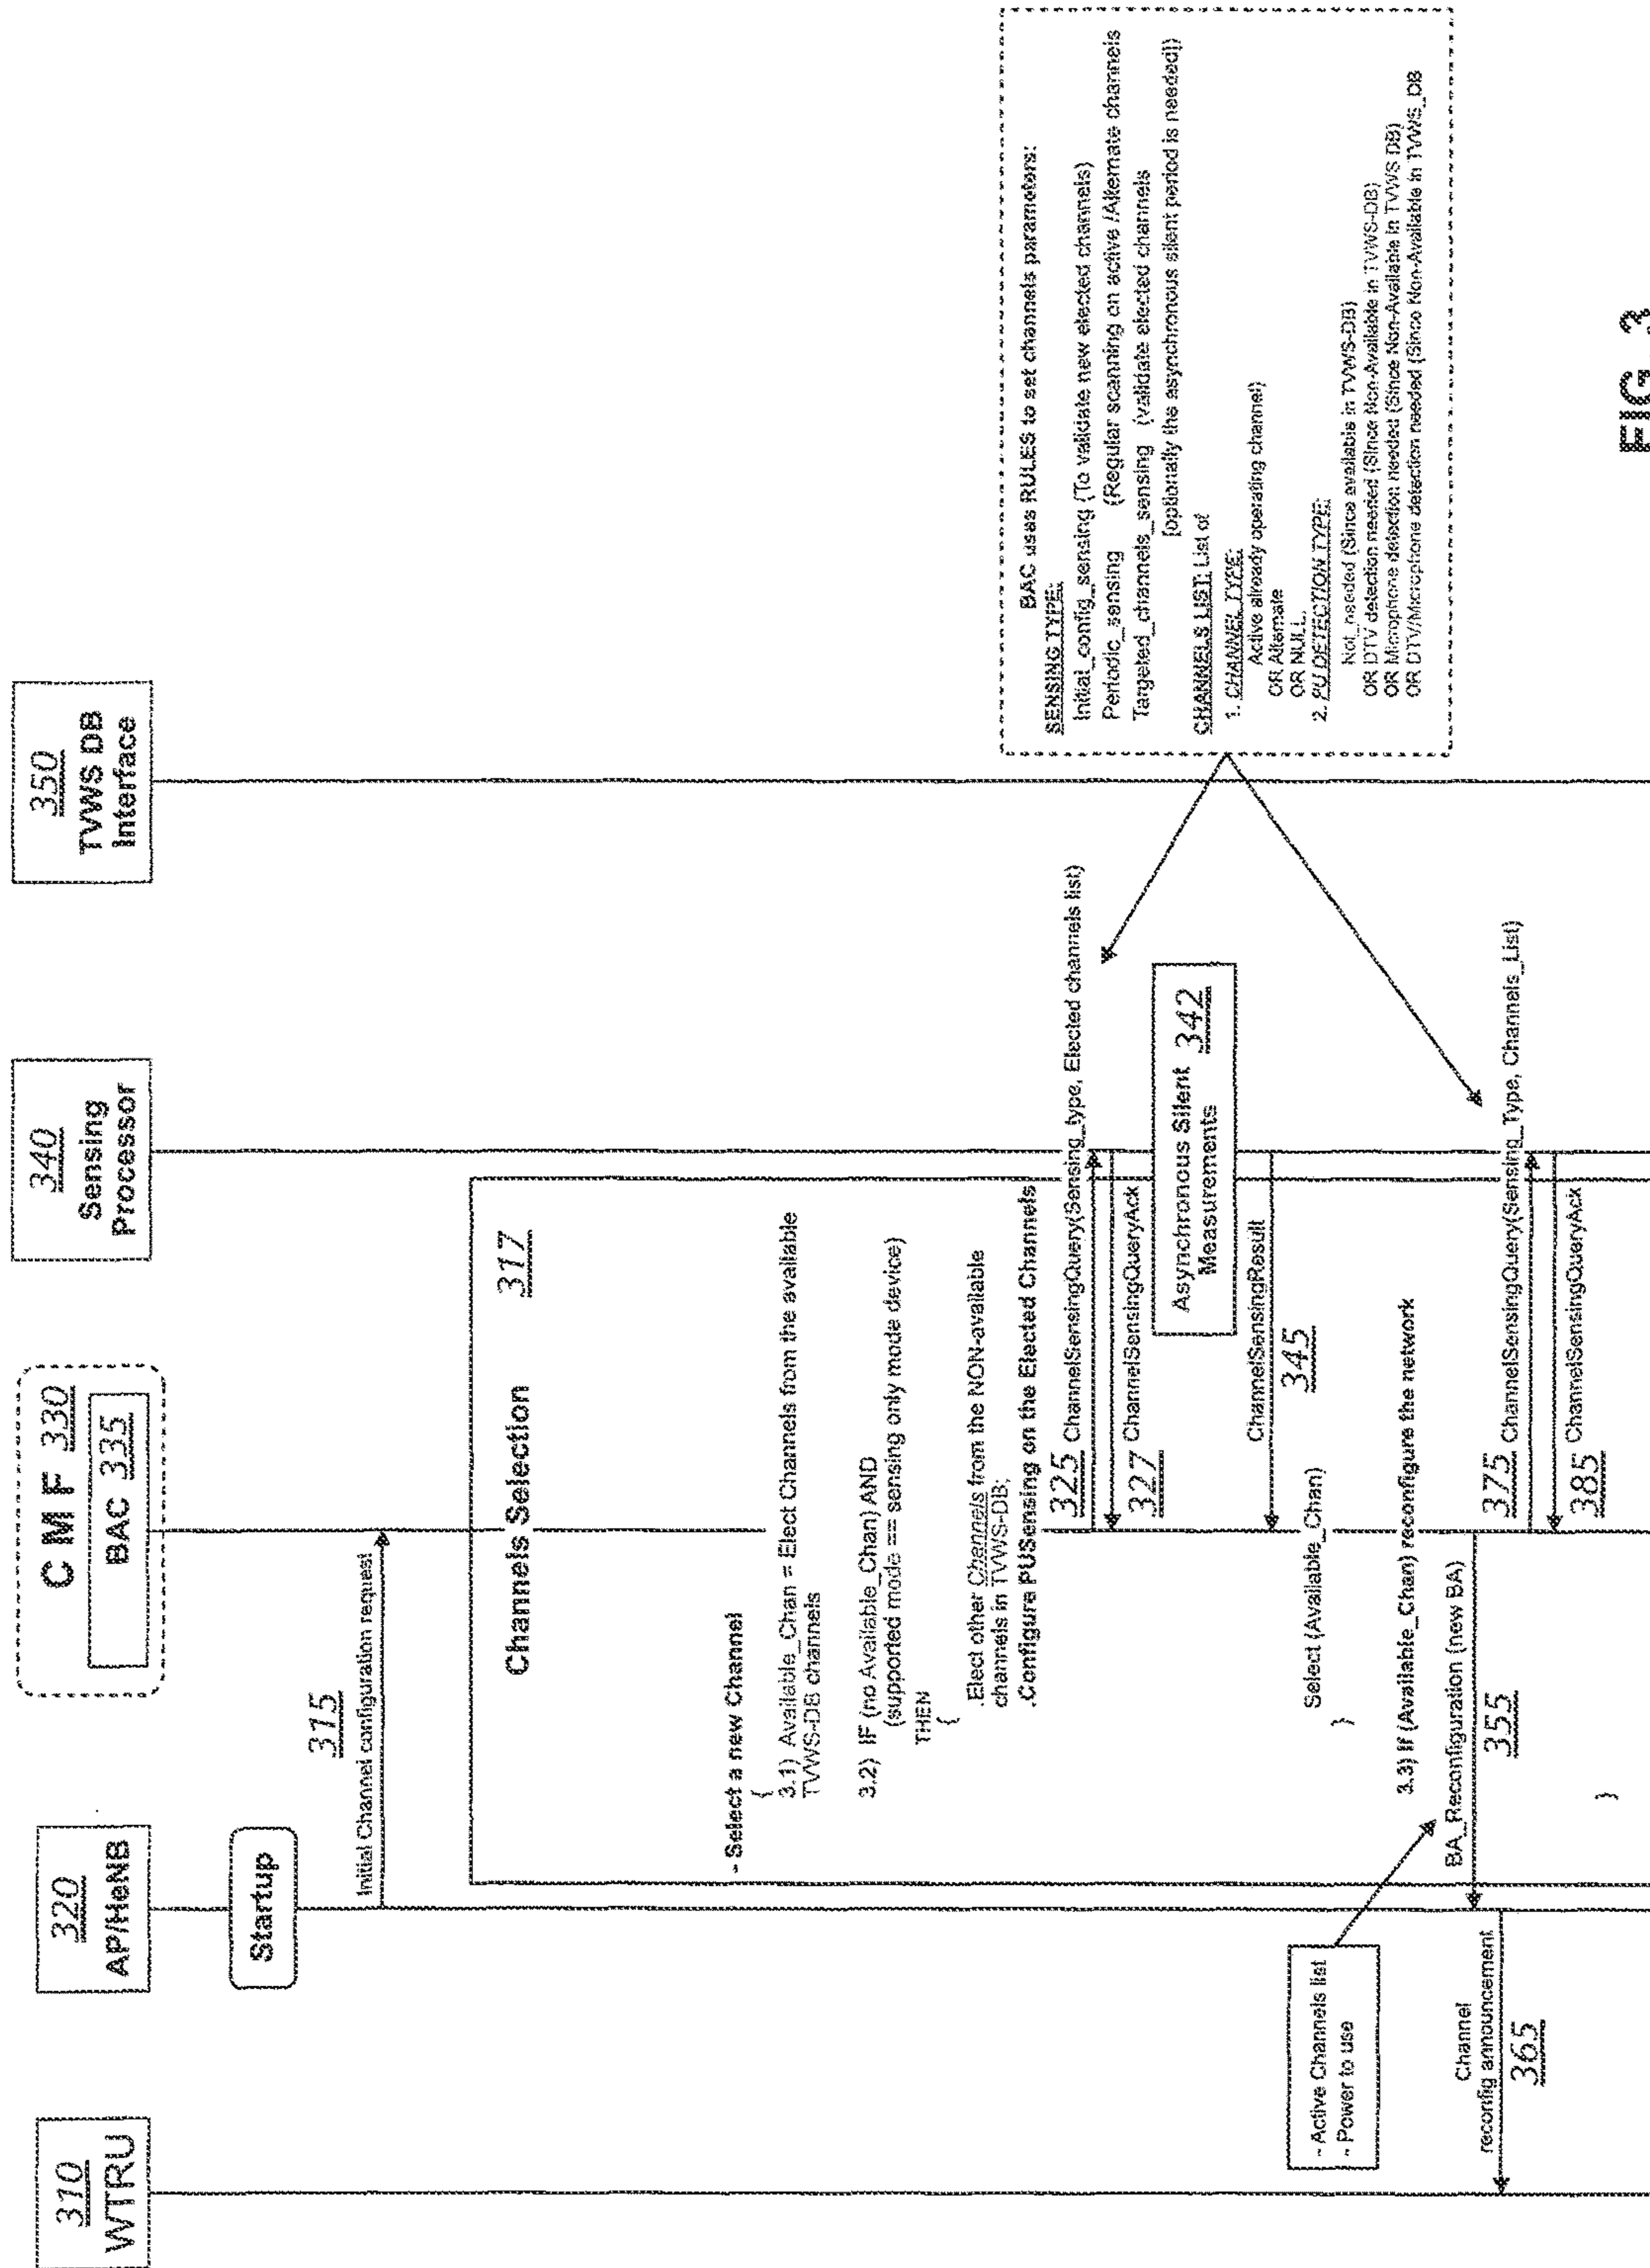 310
WTRU
320
AP/HeNB
C M F 330
BAC 335
340
Sensing
Processor
350
TVWS DB
Interface
Startup
315
Initial Channel configuration request
Channels Selection 317
- Select a new Channel
{
3.1) Available_Chan = Elect Channels from the available
TVWS-DB channels
3.2) IF (no Available_Chan) AND
(supported mode == sensing only mode device)
THEN
{
.Elect other Channels from the NON-available
channels in TVWS-DB;
.Configure PUSensing on the Elected Channels
325 ChannelSensingQuery(Sensing_type, Elected channels list)
327 ChannelSensingQueryAck
Asynchronous Silent 342
Measurements
ChannelSensingResult
345
Select (Available_Chan)
}
3.3) If (Available_Chan) reconfigure the network
- Active Channels list
- Power to use
BA_Reconfiguration (new BA)
355
Channel
reconfig announcement
365
375 ChannelSensingQuery(Sensing_Type, Channels_List)
385 ChannelSensingQueryAck
}
BAC uses RULES to set channels parameters:
SENSING TYPE:
Initial_config_sensing (To validate new elected channels)
Periodic_sensing (Regular scanning on active /Alternate channels
Targeted_channels_sensing (validate elected channels
[optionally the asynchronous silent period is needed])
CHANNELS LIST: List of
1. CHANNEL TYPE:
Active already operating channel)
OR Alternate
OR NULL.
2. PU DETECTION TYPE:
Not_needed (Since available in TVWS-DB)
OR DTV detection needed (Since Non-Available in TVWS-DB)
OR Microphone detection needed (Since Non-Available in TVWS DB)
OR DTV/Microphone detection needed (Since Non-Available in TVWS_DB
FIG. 3